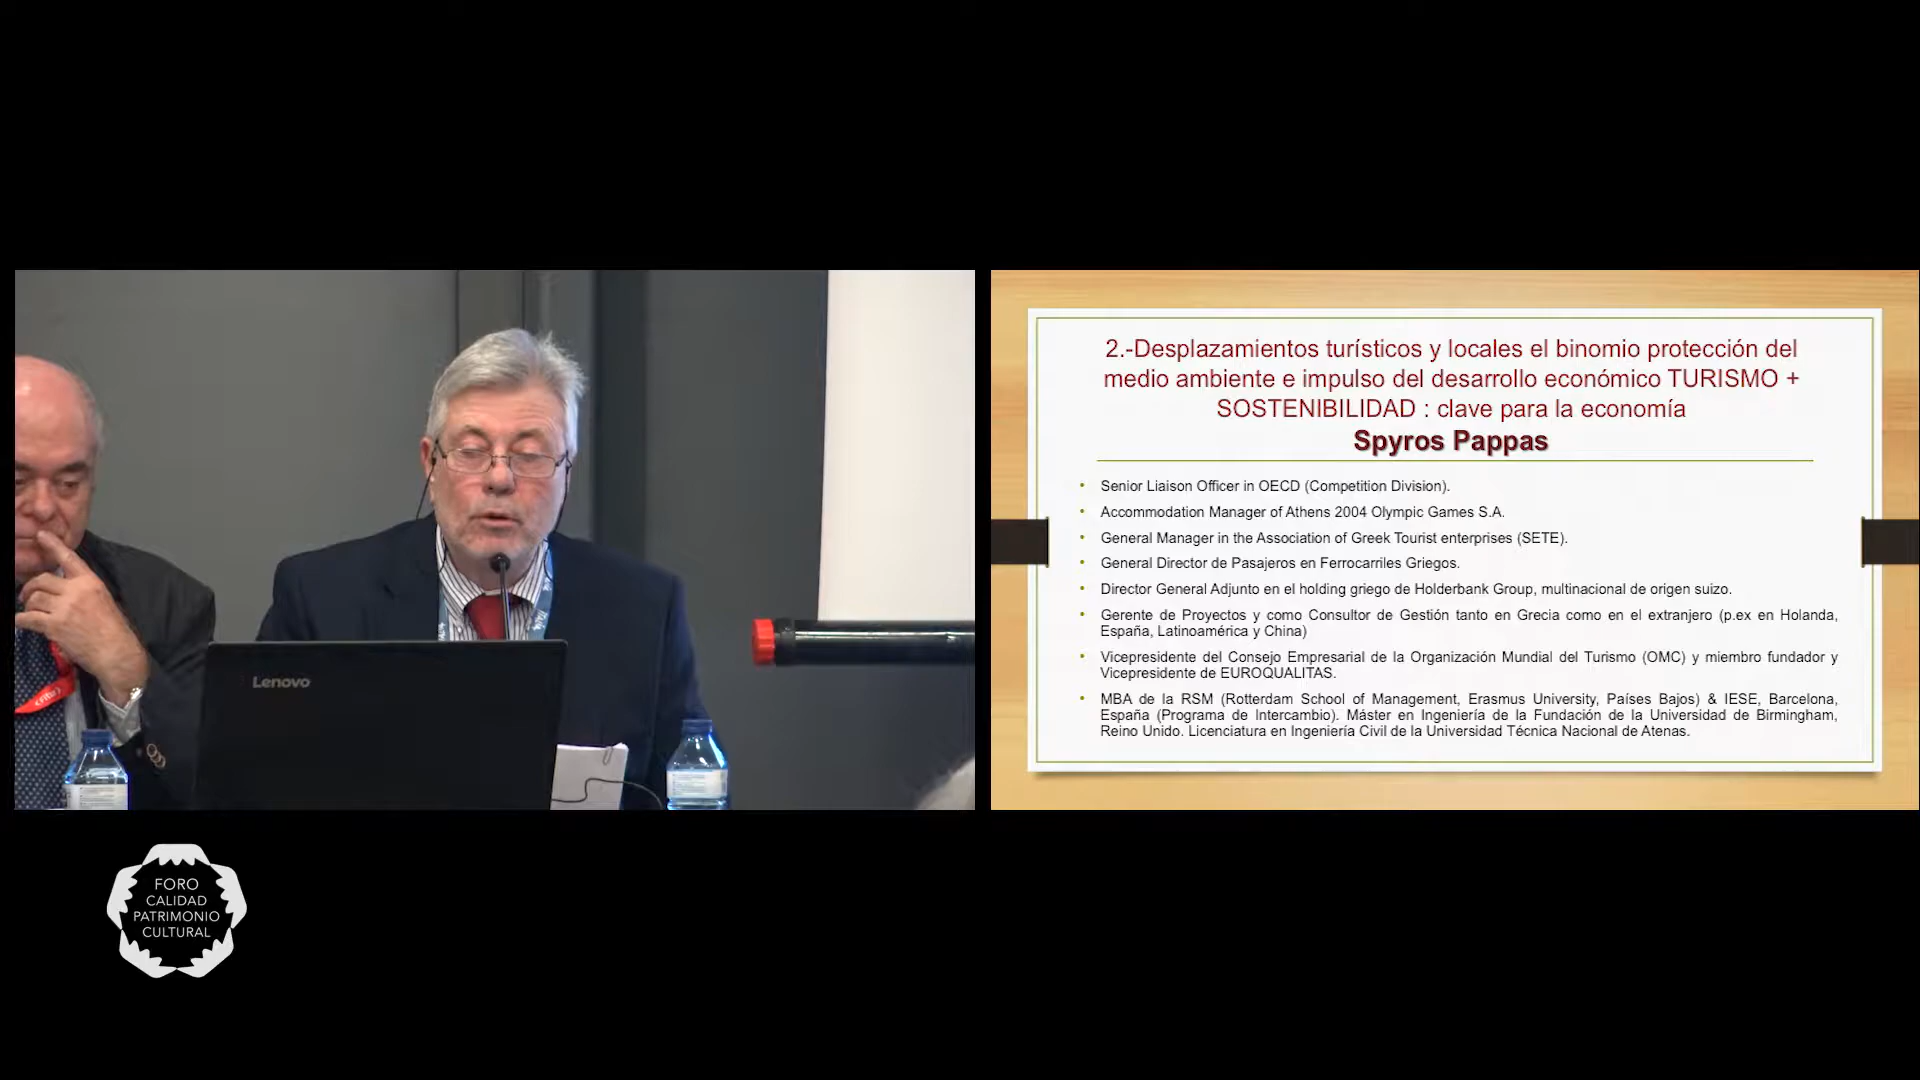 2.-Desplazamientos turísticos y locales el binomio protección del
medio ambiente e impulso del desarrollo económico TURISMO +
SOSTENIBILIDAD : clave para la economía
Spyros Pappas
• Senior Liaison Officer in OECD (Competition Division).
• Accommodation Manager of Athens 2004 Olympic Games S.A.
• General Manager in the Association of Greek Tourist enterprises (SETE).
• General Director de Pasajeros en Ferrocarriles Griegos.
• Director General Adjunto en el holding griego de Holderbank Group, multinacional de origen suizo.
• Gerente de Proyectos y como Consultor de Gestión tanto en Grecia como en el extranjero (p.ex en Holanda,
España, Latinoamérica y China)
• Vicepresidente del Consejo Empresarial de la Organización Mundial del Turismo (OMC) y miembro fundador y
Vicepresidente de EUROQUALITAS.
• MBA de la RSM (Rotterdam School of Management, Erasmus University, Países Bajos) & IESE, Barcelona,
España (Programa de Intercambio). Máster en Ingeniería de la Fundación de la Universidad de Birmingham,
Reino Unido. Licenciatura en Ingeniería Civil de la Universidad Técnica Nacional de Atenas.
Lenovo
FORO
CALIDAD
PATRIMONIO
CULTURAL